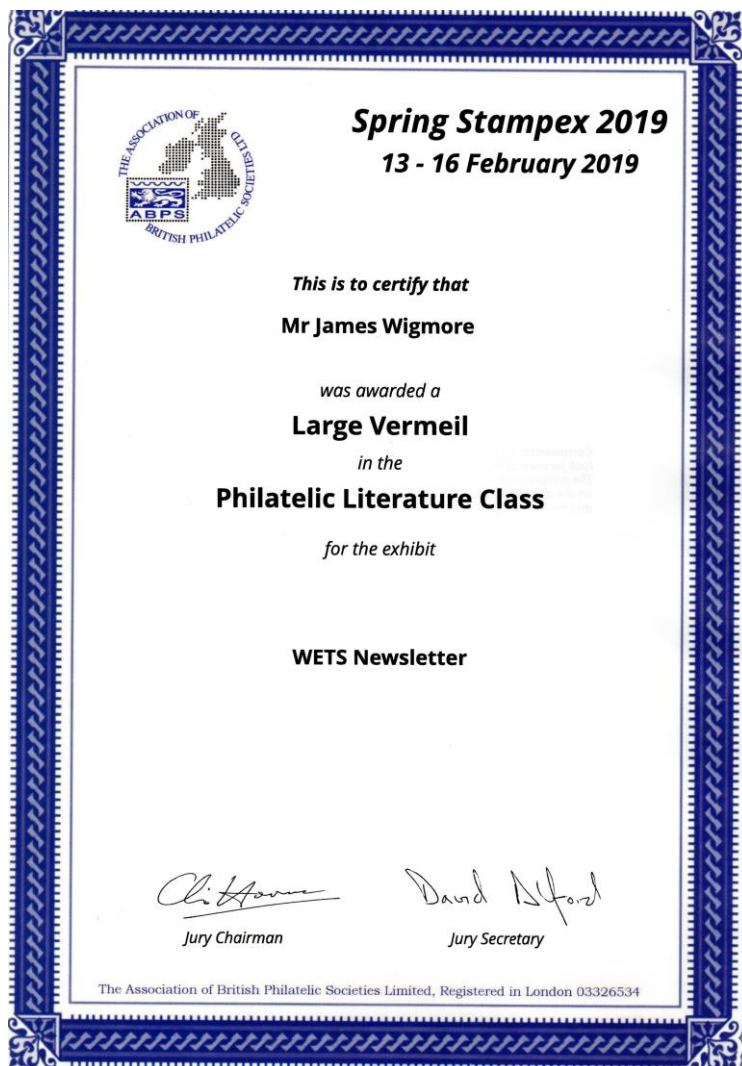 THE ASSOCIATION OF
BRITISH PHILATELIC SOCIETIES LTD
ABPS
Spring Stampex 2019
13 - 16 February 2019
This is to certify that
Mr James Wigmore
was awarded a
Large Vermeil
in the
Philatelic Literature Class
for the exhibit
WETS Newsletter
David Alford
Jury Chairman
Jury Secretary
The Association of British Philatelic Societies Limited, Registered in London 03326534